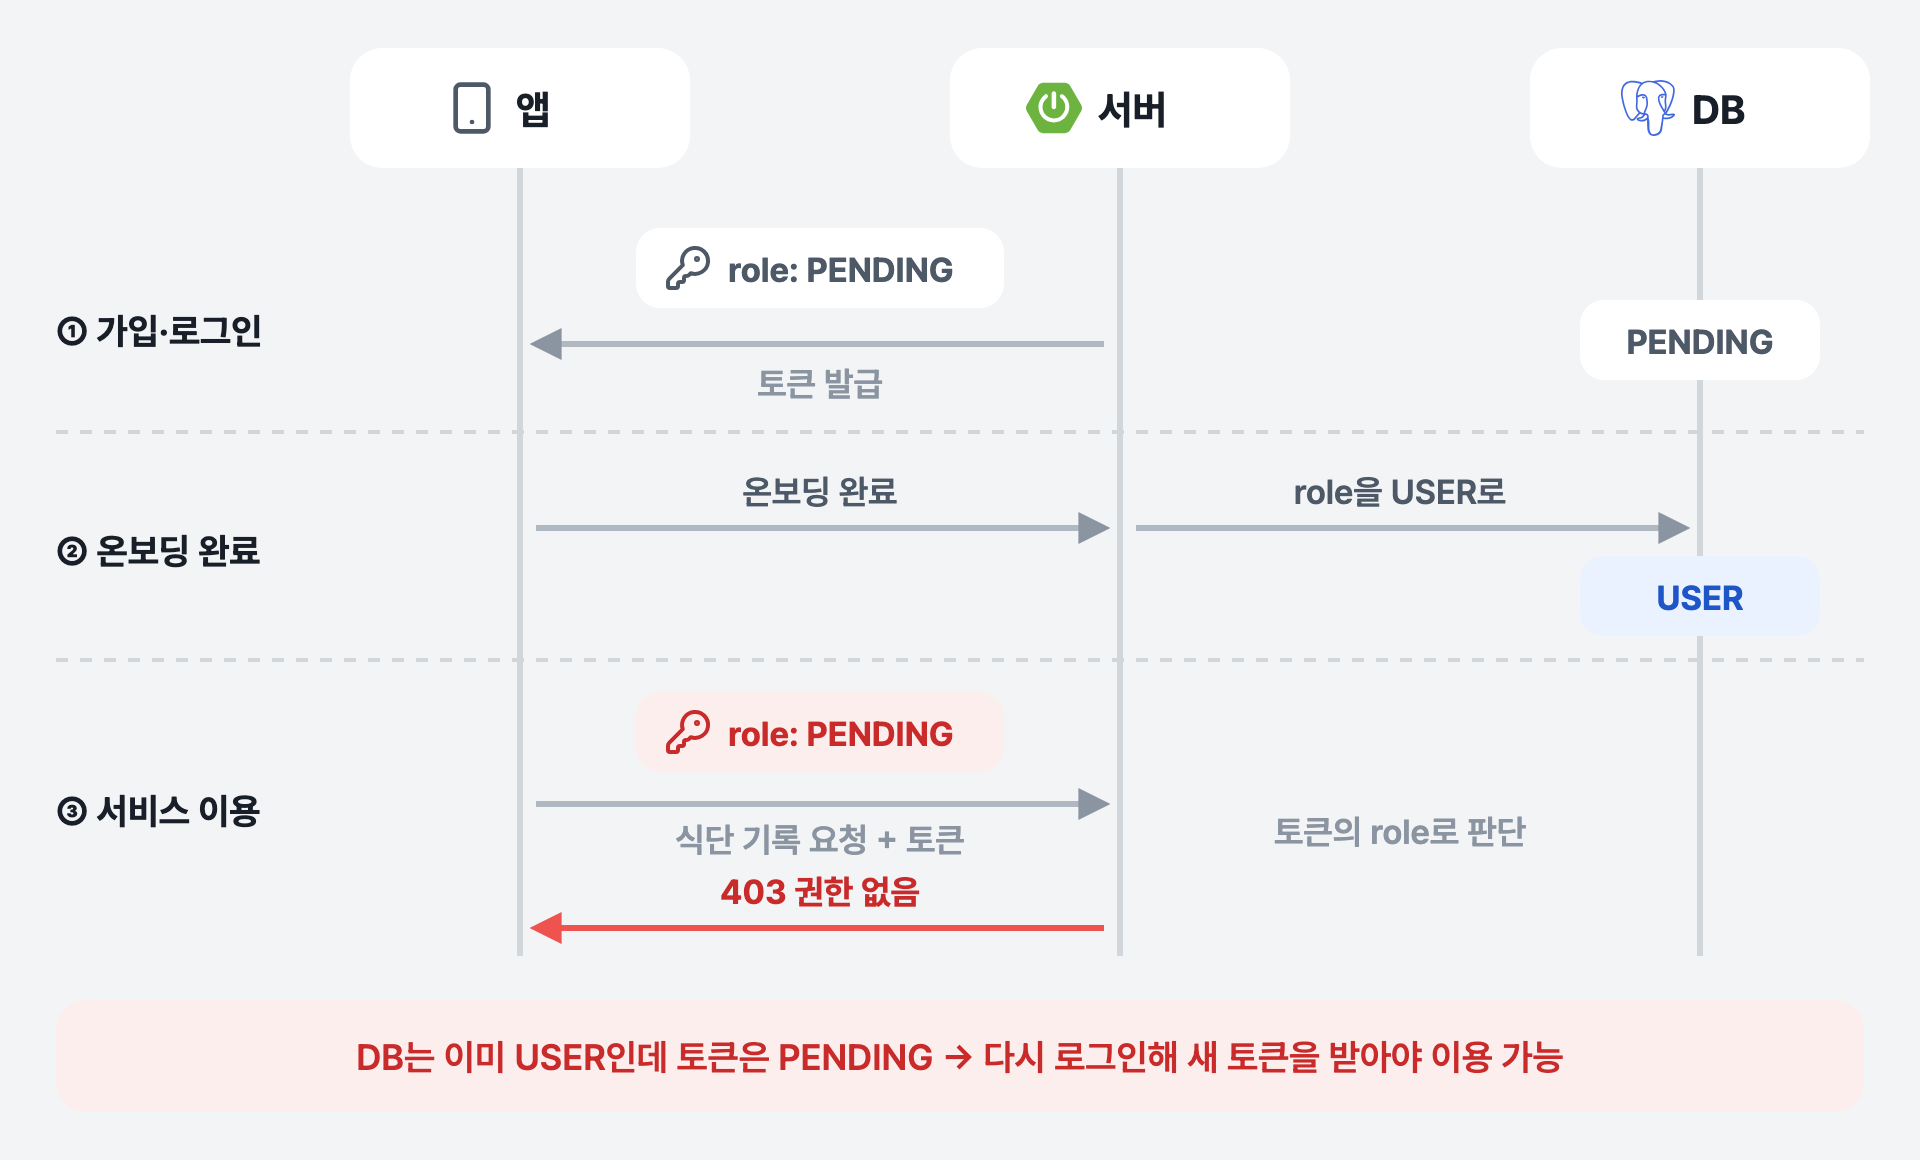 앱
서버
DB
role: PENDING
① 가입·로그인
PENDING
토큰 발급
온보딩 완료
role을 USER로
② 온보딩 완료
USER
role: PENDING
③ 서비스 이용
식단 기록 요청 + 토큰
토큰의 role로 판단
403 권한 없음
DB는 이미 USER인데 토큰은 PENDING → 다시 로그인해 새 토큰을 받아야 이용 가능